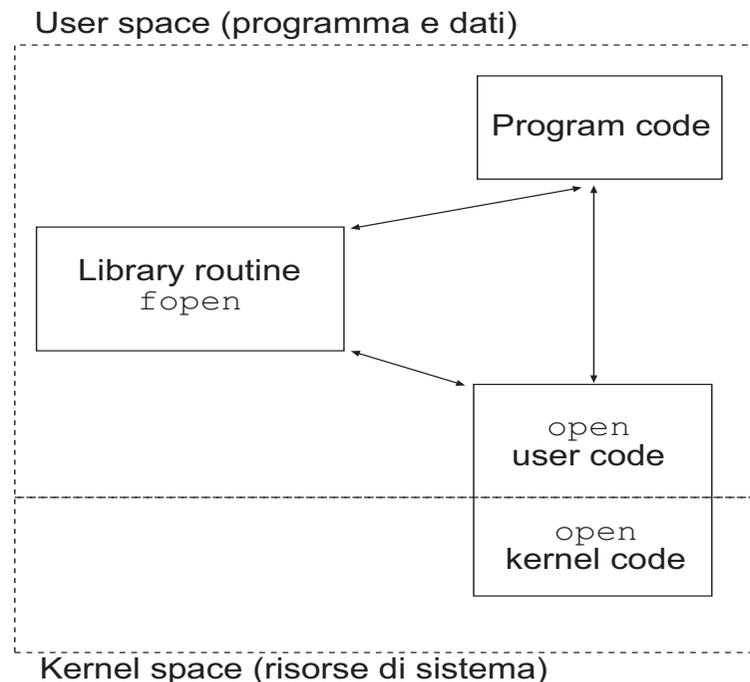 User space (programma e dati)
Program code
Library routine
fopen
open
user code
open
kernel code
Kernel space (risorse di sistema)